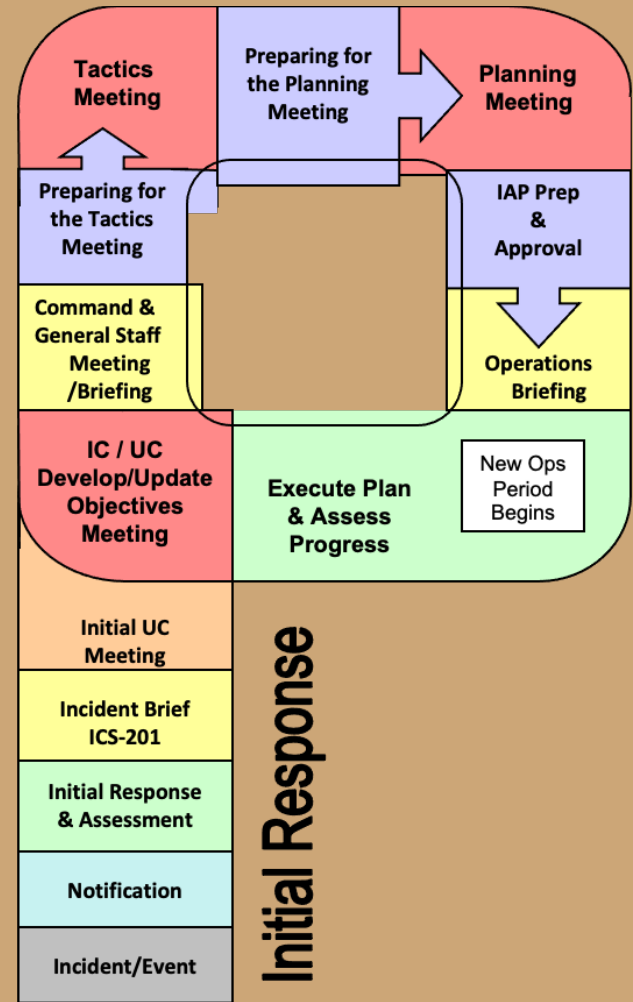 Tactics
Meeting
Preparing for
the Planning
Meeting
Planning
Meeting
Preparing for
the Tactics
Meeting
IAP Prep
&
Approval
Command &
General Staff
Meeting
/Briefing
Operations
Briefing
IC / UC
Develop/Update
Objectives
Meeting
Execute Plan
& Assess
Progress
New Ops
Period
Begins
Initial UC
Meeting
Incident Brief
ICS-201
Initial Response
& Assessment
Notification
Incident/Event
Initial Response